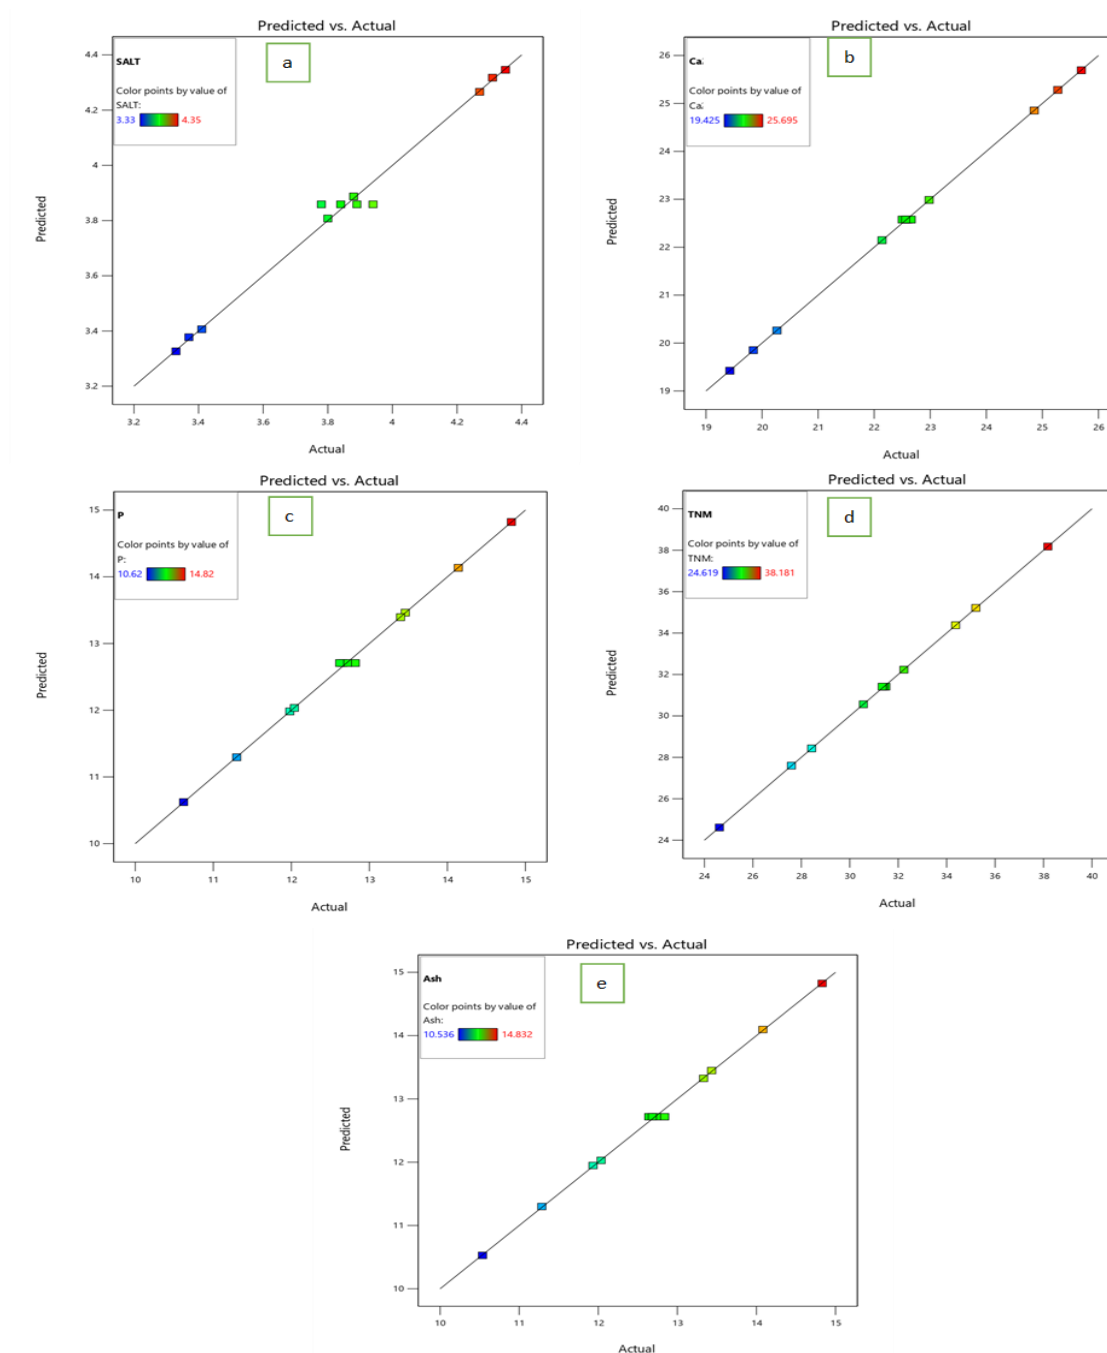 Predicted vs. Actual
SALT
Color points by value of
SALT:
3.33 4.35
a
4.4
4.2
4
3.8
3.6
3.4
3.2
Predicted
3.2 3.4 3.6 3.8 4 4.2 4.4
Actual
Predicted vs. Actual
Ca:
Color points by value of
Ca:
19.425 25.695
b
26
25
24
23
22
21
20
19
Predicted
19 20 21 22 23 24 25 26
Actual
Predicted vs. Actual
P
Color points by value of
P:
10.62 14.82
c
15
14
13
12
11
10
Predicted
10 11 12 13 14 15
Actual
Predicted vs. Actual
TNM
Color points by value of
TNM:
24.619 38.181
d
40
38
36
34
32
30
28
26
24
Predicted
24 26 28 30 32 34 36 38 40
Actual
Predicted vs. Actual
Ash
Color points by value of
Ash:
10.536 14.832
e
15
14
13
12
11
10
Predicted
10 11 12 13 14 15
Actual